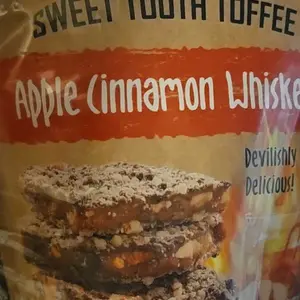 SWEET TOOTH TOFFEE
Apple Cinnamon Whiske
Devilishly
Delicious!